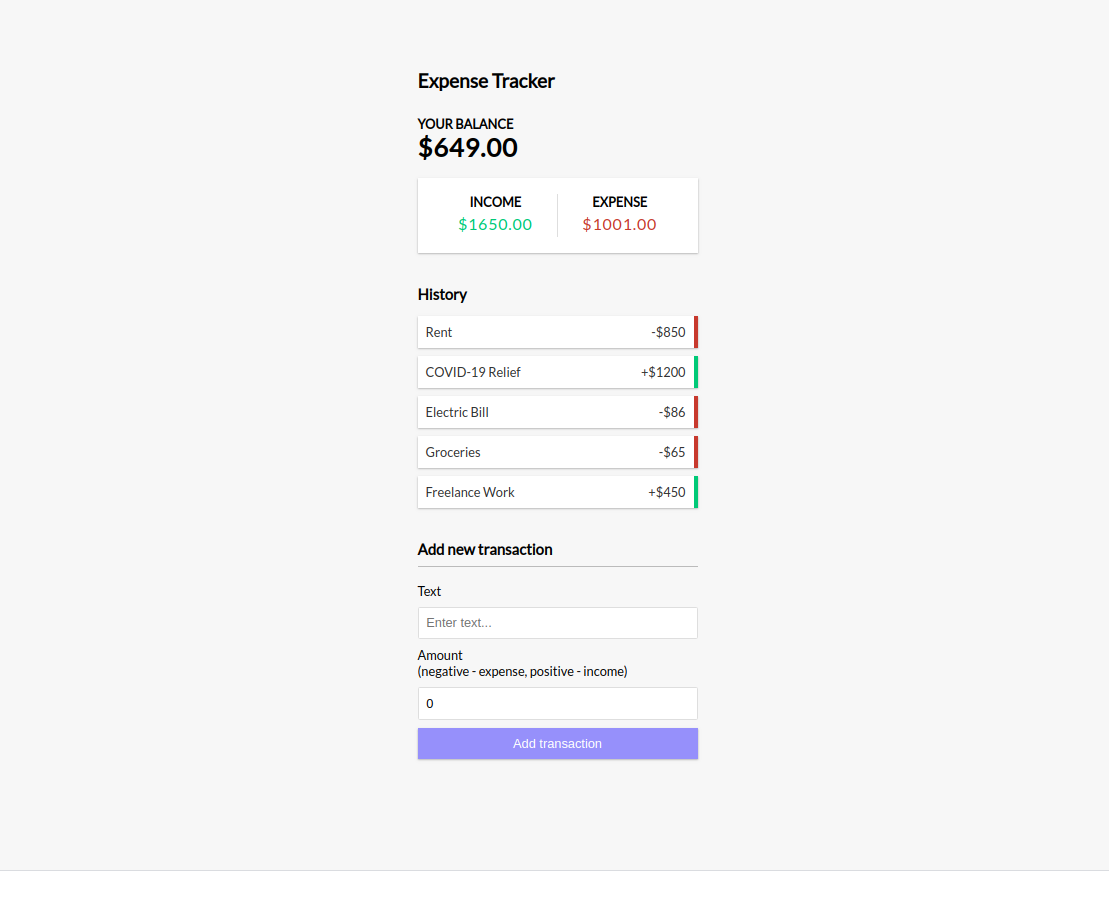 Expense Tracker
YOUR BALANCE
$649.00
INCOME EXPENSE
$1650.00 $1001.00
History
Rent -$850
COVID-19 Relief +$1200
Electric Bill -$86
Groceries -$65
Freelance Work +$450
Add new transaction
Text
Enter text...
Amount
(negative - expense, positive - income)
0
Add transaction